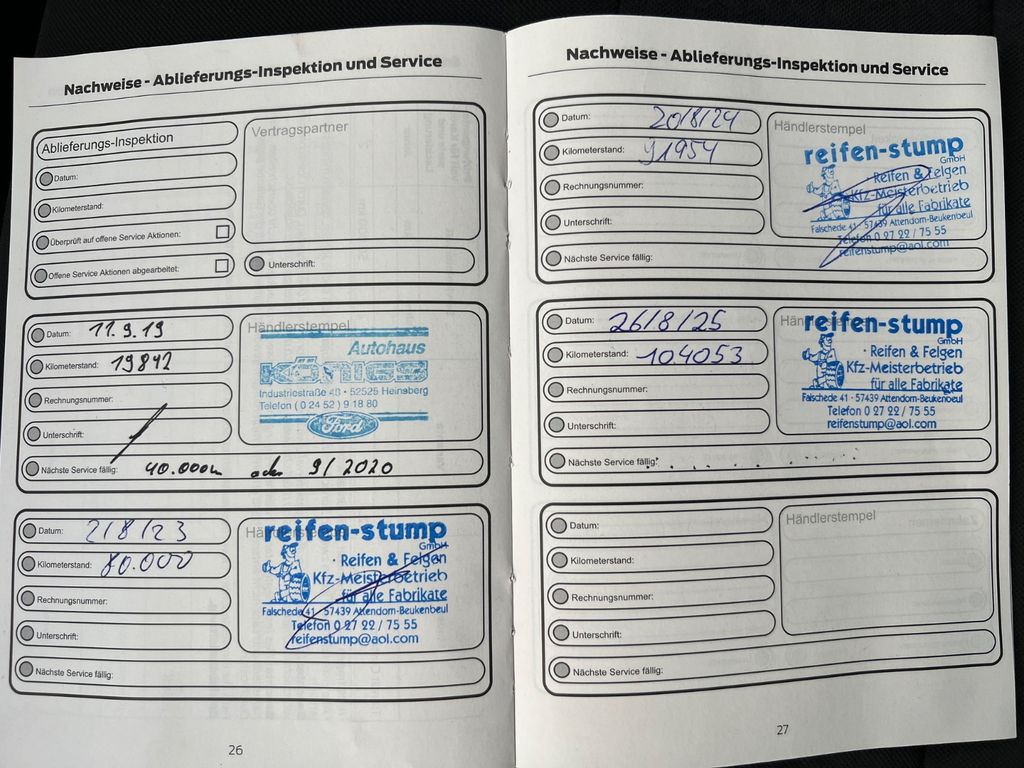 Nachweise - Ablieferungs-Inspektion und Service
Ablieferungs-Inspektion
Datum:
Kilometerstand:
Überprüft auf offene Service Aktionen:
Offene Service Aktionen abgearbeitet:
Vertragspartner
Unterschrift:
Datum: 11.9.19
Kilometerstand: 19842
Rechnungsnummer:
Unterschrift:
Nächste Service fällig: 40.000km oder 9/2020
Händlerstempel
Autohaus
KÖNIGS
Industriestraße 48 • 52525 Heinsberg
Telefon ( 0 24 52 ) 9 18 80
Ford
Datum: 2/8/23
Kilometerstand: 80.000
Rechnungsnummer:
Unterschrift:
Nächste Service fällig:
reifen-stump
GmbH
· Reifen & Felgen
Kfz-Meisterbetrieb
für alle Fabrikate
Falschede 41 · 57439 Attendorn-Beukenbeul
Telefon 0 27 22 / 75 55
reifenstump@aol.com
26
Nachweise - Ablieferungs-Inspektion und Service
Datum: 20/8/24
Kilometerstand: 91954
Rechnungsnummer:
Unterschrift:
Nächste Service fällig:
Händlerstempel
reifen-stump
GmbH
· Reifen & Felgen
Kfz-Meisterbetrieb
für alle Fabrikate
Falschede 41 · 57439 Attendorn-Beukenbeul
Telefon 0 27 22 / 75 55
reifenstump@aol.com
Datum: 26/8/25
Kilometerstand: 104053
Rechnungsnummer:
Unterschrift:
Nächste Service fällig:
reifen-stump
GmbH
· Reifen & Felgen
Kfz-Meisterbetrieb
für alle Fabrikate
Falschede 41 · 57439 Attendorn-Beukenbeul
Telefon 0 27 22 / 75 55
reifenstump@aol.com
Datum:
Kilometerstand:
Rechnungsnummer:
Unterschrift:
Nächste Service fällig:
Händlerstempel
27